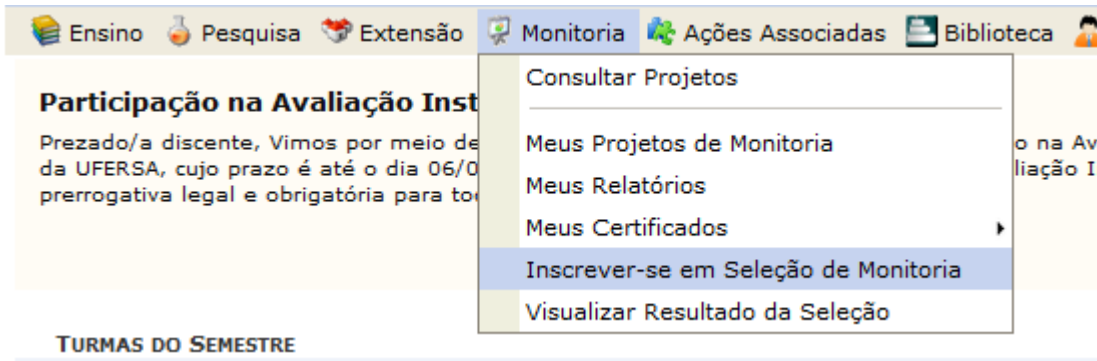 Ensino Pesquisa Extensão Monitoria Ações Associadas Biblioteca
Consultar Projetos
Meus Projetos de Monitoria
Meus Relatórios
Meus Certificados
Inscrever-se em Seleção de Monitoria
Visualizar Resultado da Seleção
Participação na Avaliação Inst
Prezado/a discente, Vimos por meio de o na Av
da UFERSA, cujo prazo é até o dia 06/0 liação I
prerrogativa legal e obrigatória para to
TURMAS DO SEMESTRE